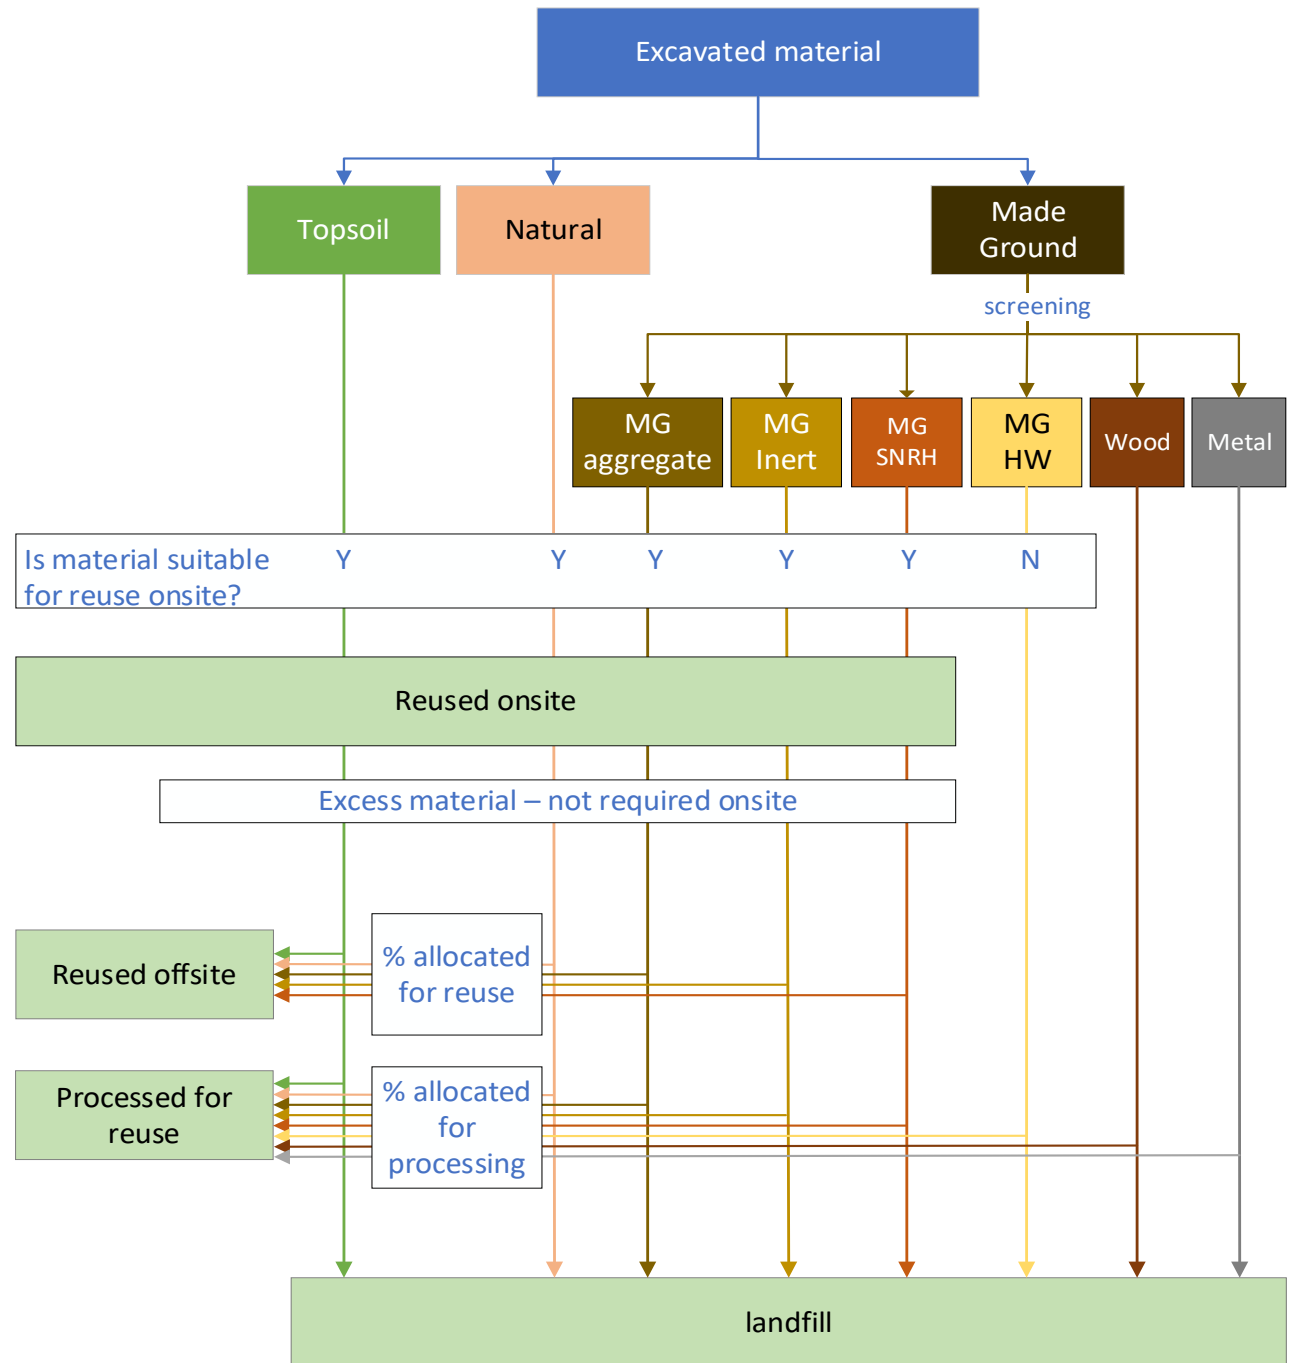 Excavated material
Topsoil
Natural
Made
Ground
screening
MG
aggregate
MG
Inert
MG
SNRH
MG
HW
Wood
Metal
Is material suitable
for reuse onsite?
Y
Y
Y
Y
Y
N
Reused onsite
Excess material – not required onsite
Reused offsite
% allocated
for reuse
Processed for
reuse
% allocated
for
processing
landfill